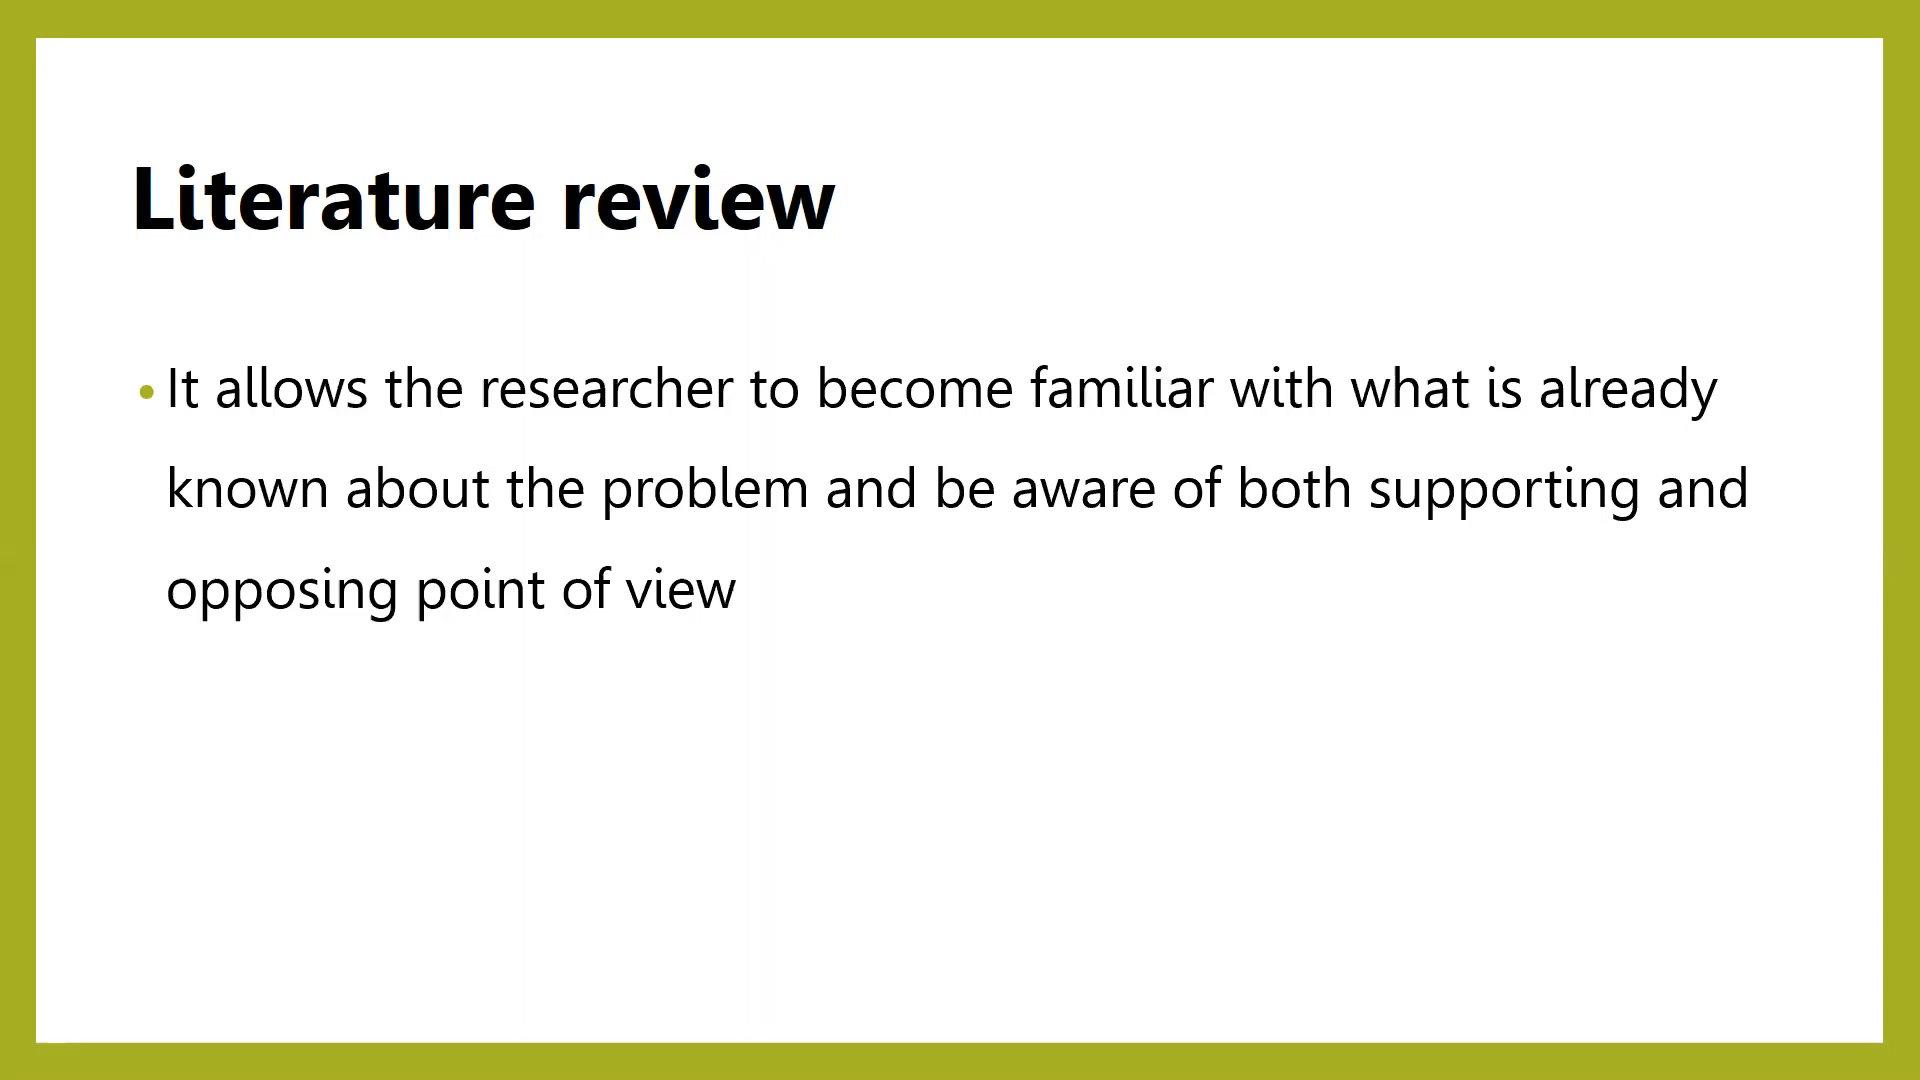 Literature review
• It allows the researcher to become familiar with what is already
known about the problem and be aware of both supporting and
opposing point of view